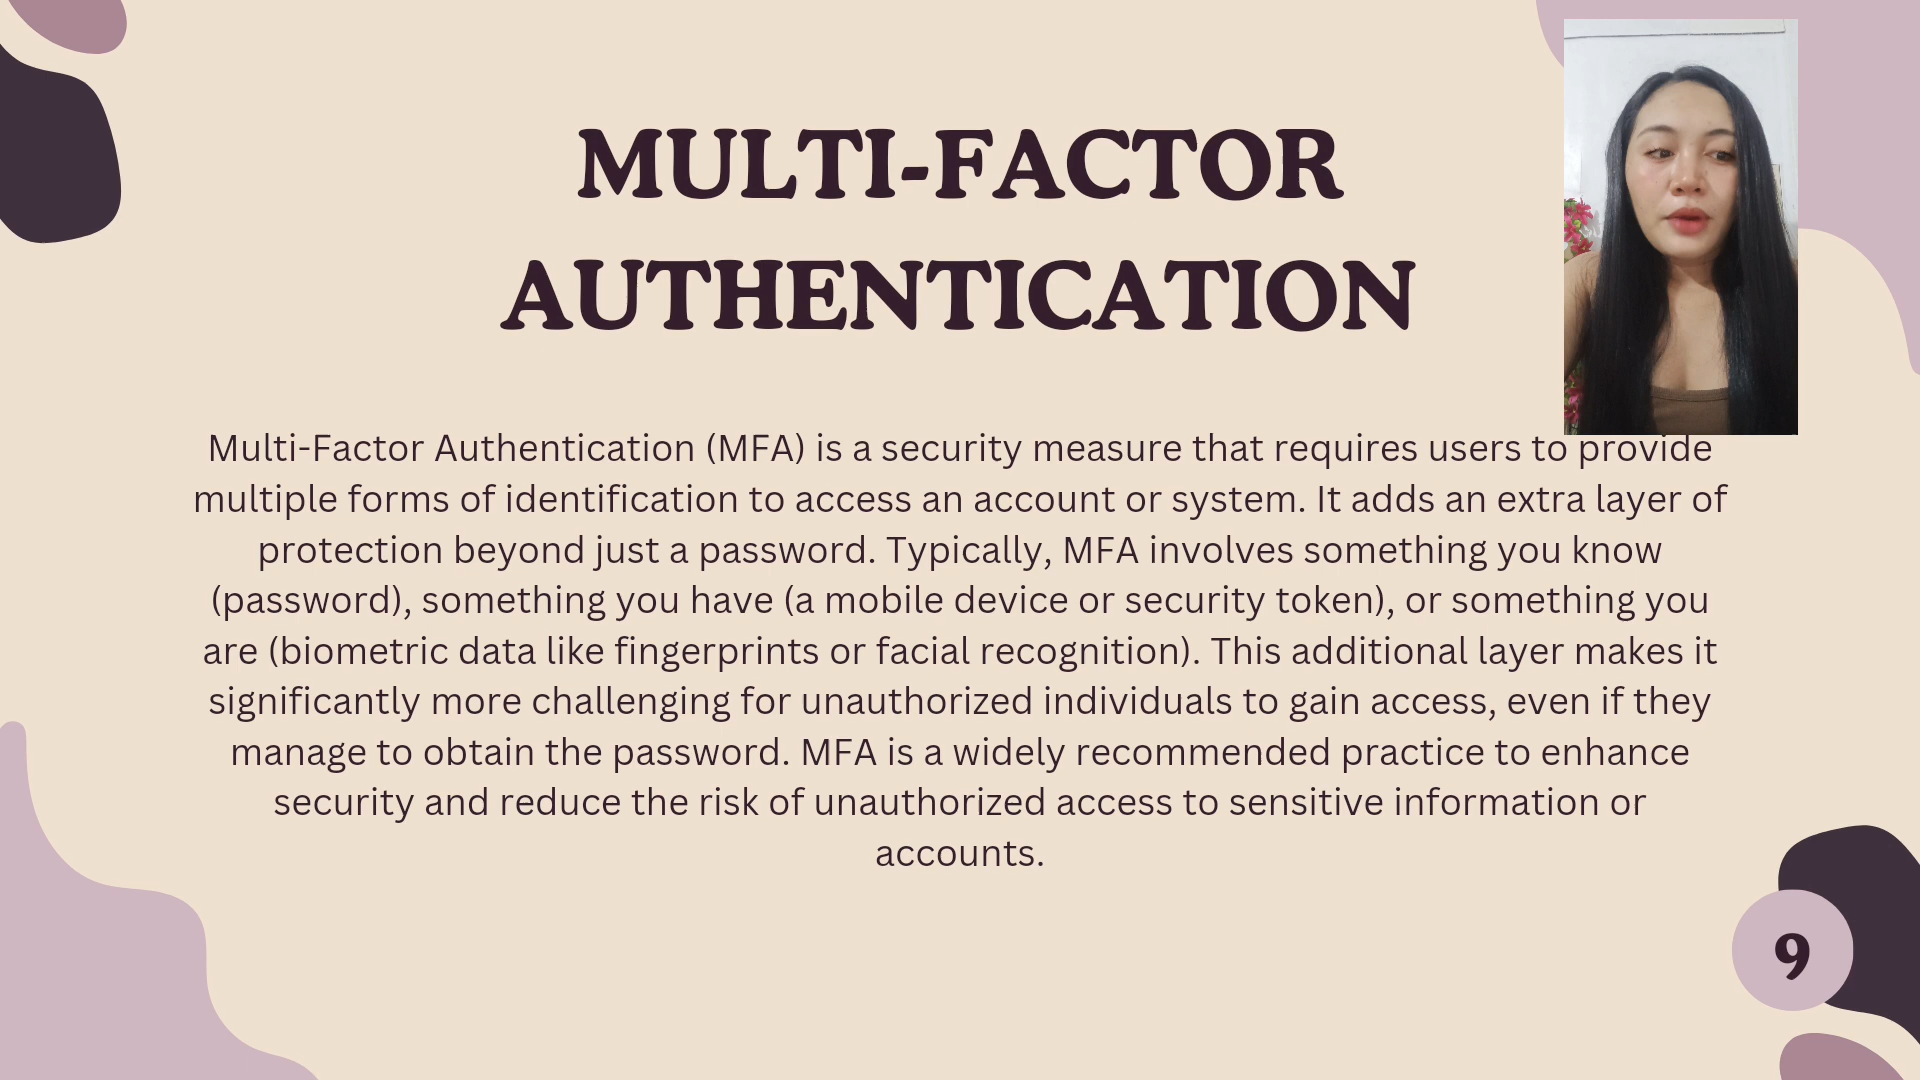 MULTI-FACTOR
AUTHENTICATION
Multi-Factor Authentication (MFA) is a security measure that requires users to provide
multiple forms of identification to access an account or system. It adds an extra layer of
protection beyond just a password. Typically, MFA involves something you know
(password), something you have (a mobile device or security token), or something you
are (biometric data like fingerprints or facial recognition). This additional layer makes it
significantly more challenging for unauthorized individuals to gain access, even if they
manage to obtain the password. MFA is a widely recommended practice to enhance
security and reduce the risk of unauthorized access to sensitive information or
accounts.
9